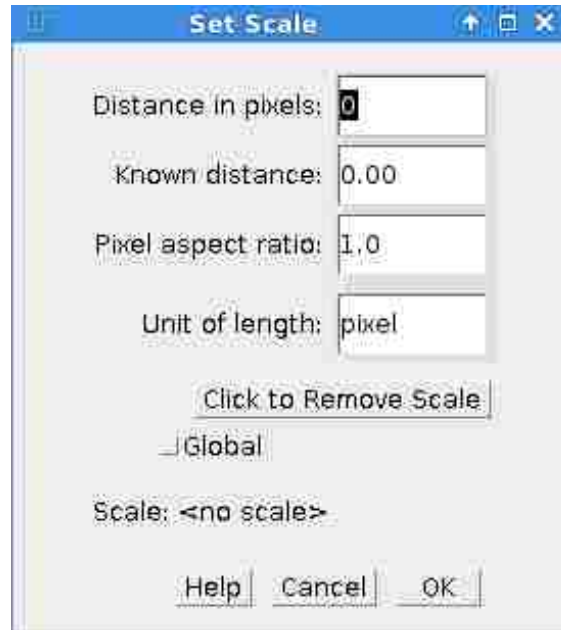 Set Scale
Distance in pixels: 0
Known distance: 0.00
Pixel aspect ratio: 1.0
Unit of length: pixel
Click to Remove Scale
Global
Scale: <no scale>
Help Cancel OK